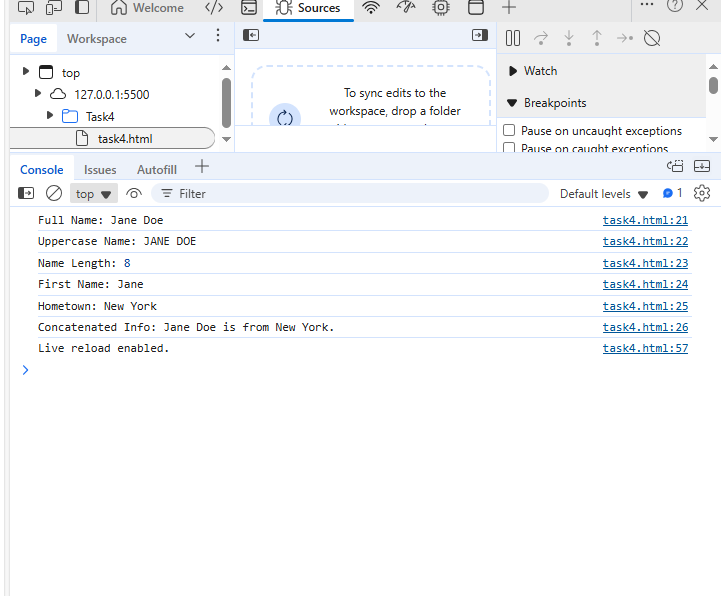 Welcome Sources
Page Workspace
top
127.0.0.1:5500
Task4
task4.html
To sync edits to the
workspace, drop a folder
Watch
Breakpoints
Pause on uncaught exceptions
Pause on caught exceptions
Console Issues Autofill
top Filter Default levels 1
Full Name: Jane Doe task4.html:21
Uppercase Name: JANE DOE task4.html:22
Name Length: 8 task4.html:23
First Name: Jane task4.html:24
Hometown: New York task4.html:25
Concatenated Info: Jane Doe is from New York. task4.html:26
Live reload enabled. task4.html:57